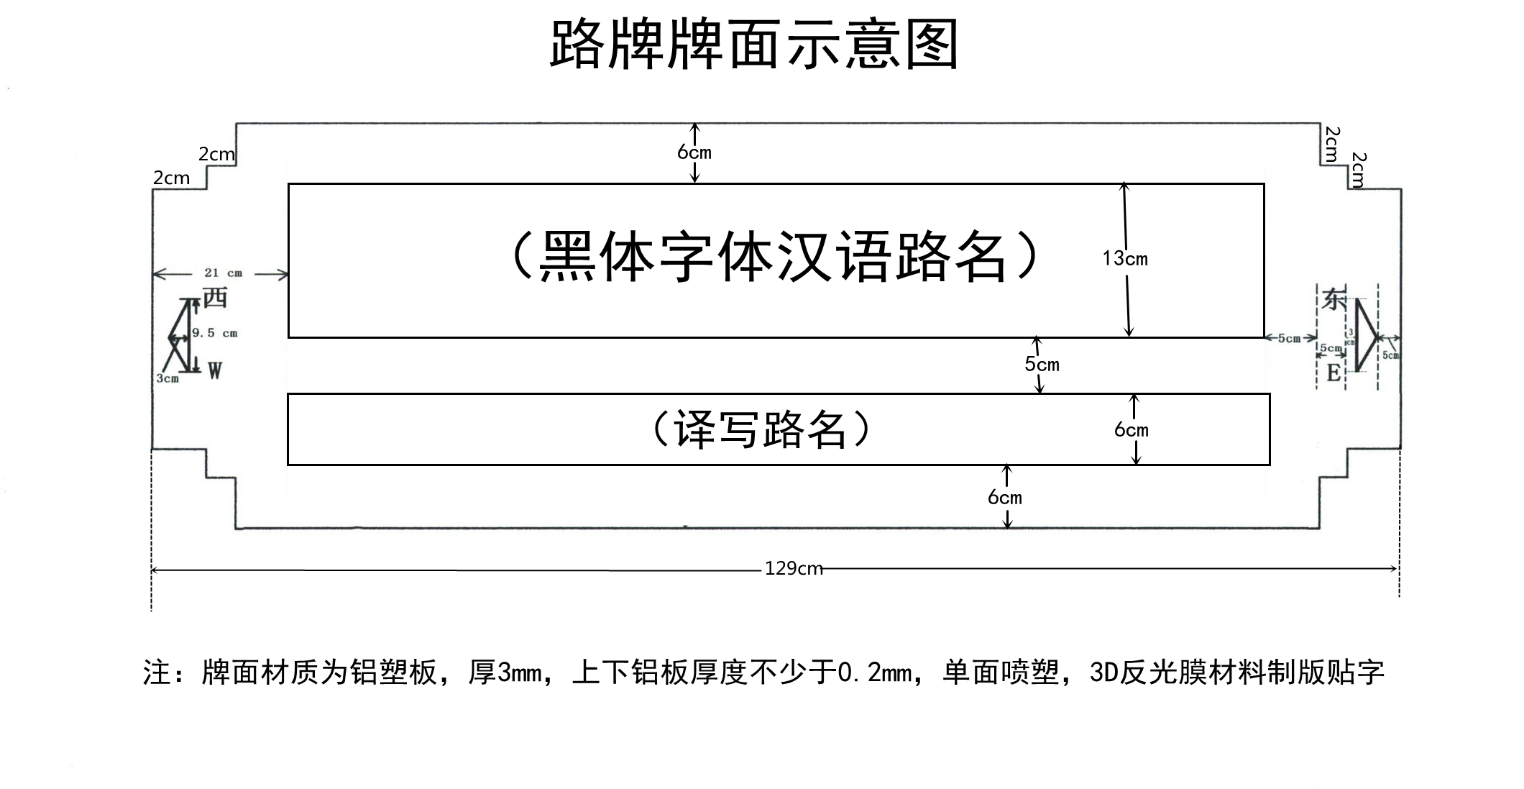 路牌牌面示意图
2cm
2cm
6cm
2cm
2cm
21 cm
（黑体字体汉语路名）
13cm
西
9.5 cm
3cm
W
东
5cm
5cm
3cm
5cm
E
5cm
（译写路名）
6cm
6cm
129cm
注：牌面材质为铝塑板，厚3mm，上下铝板厚度不少于0.2mm，单面喷塑，3D反光膜材料制版贴字